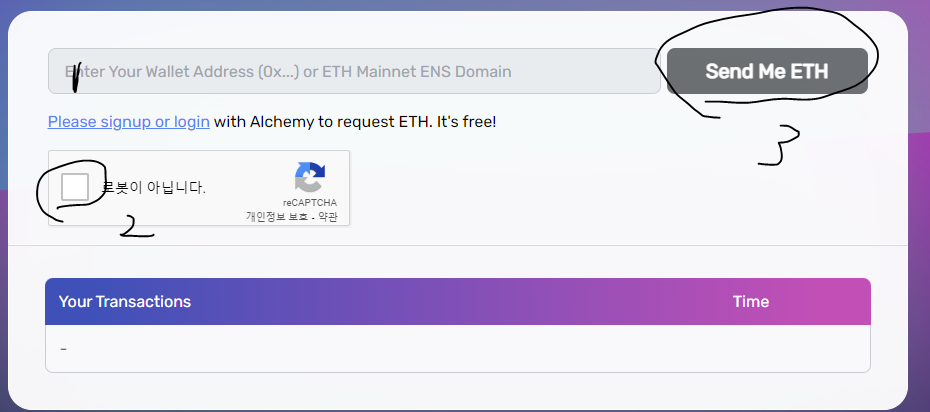 1
Enter Your Wallet Address (0x...) or ETH Mainnet ENS Domain
Send Me ETH
3
Please signup or login with Alchemy to request ETH. It's free!
로봇이 아닙니다.
reCAPTCHA
개인정보 보호 - 약관
2
Your Transactions Time
-